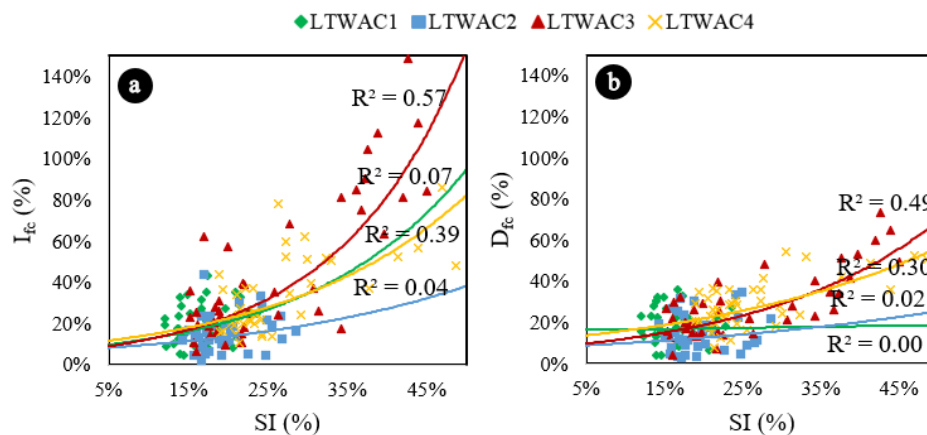 LTWAC1 LTWAC2 LTWAC3 LTWAC4
a
I_fc (%)
140%
120%
100%
80%
60%
40%
20%
0%
R² = 0.57
R² = 0.07
R² = 0.39
R² = 0.04
5% 15% 25% 35% 45%
SI (%)
b
D_fc (%)
140%
120%
100%
80%
60%
40%
20%
0%
R² = 0.49
R² = 0.30
R² = 0.02
R² = 0.00
5% 15% 25% 35% 45%
SI (%)